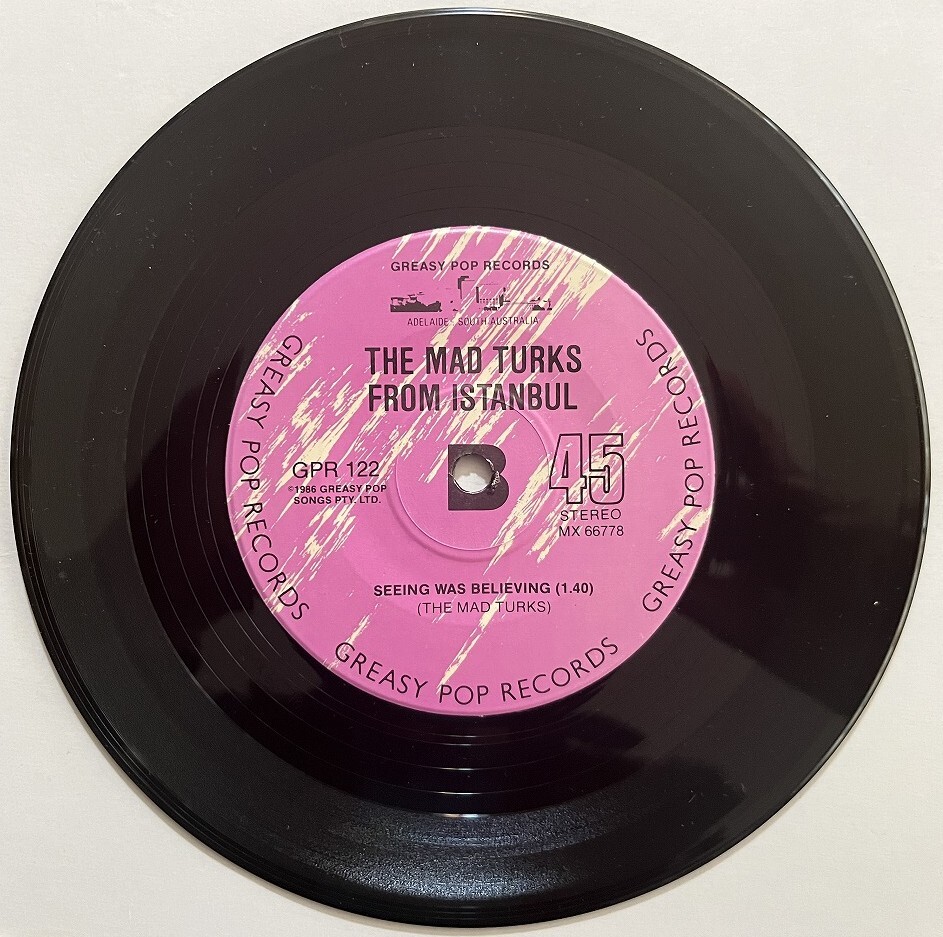 GREASY POP RECORDS
ADELAIDE - SOUTH AUSTRALIA
THE MAD TURKS
FROM ISTANBUL
GPR 122
©1986 GREASY POP
SONGS PTY. LTD.
B
45
STEREO
MX 66778
SEEING WAS BELIEVING (1.40)
(THE MAD TURKS)
GREASY POP RECORDS
GREASY POP RECORDS
GREASY POP RECORDS